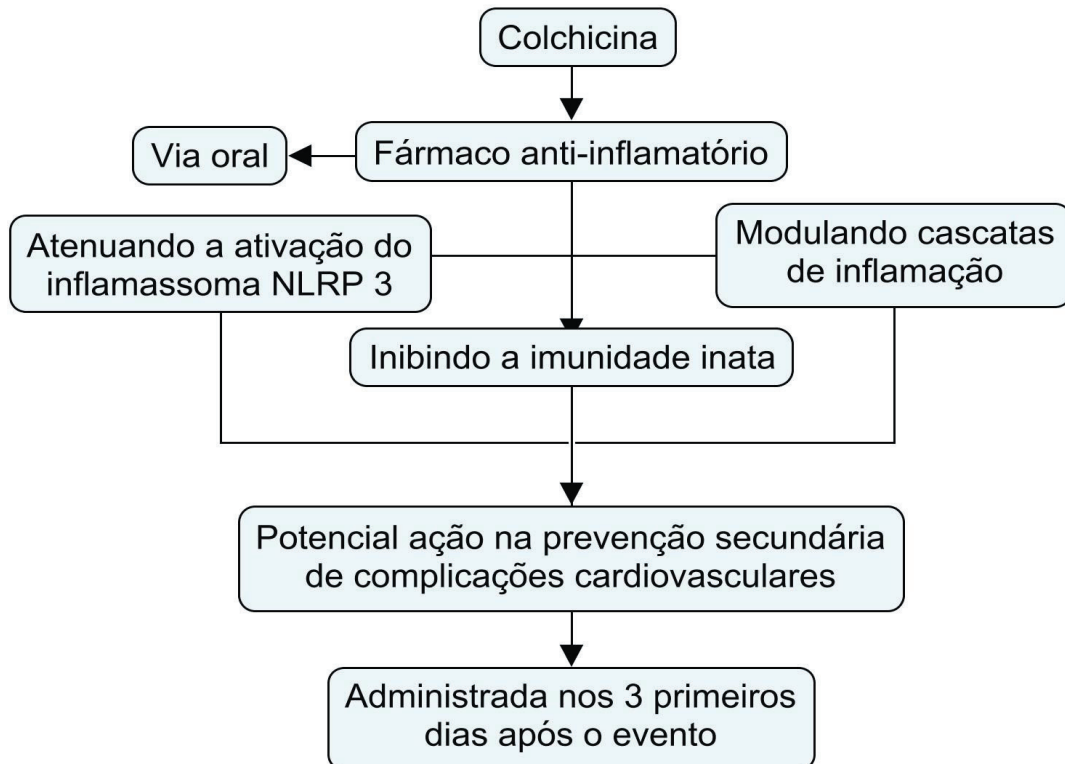 Colchicina
Via oral
Fármaco anti-inflamatório
Atenuando a ativação do
inflamassoma NLRP 3
Modulando cascatas
de inflamação
Inibindo a imunidade inata
Potencial ação na prevenção secundária
de complicações cardiovasculares
Administrada nos 3 primeiros
dias após o evento